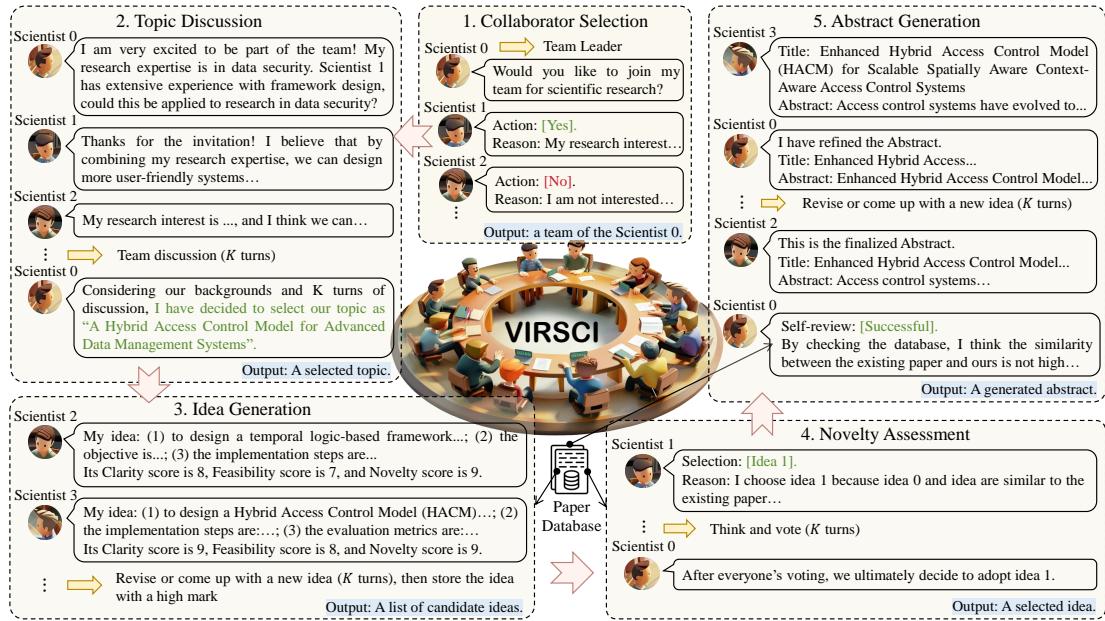 1. Collaborator Selection
Scientist 0
Team Leader
Would you like to join my
team for scientific research?
Scientist 1
Action: [Yes].
Reason: My research interest…
Scientist 2
Action: [No].
Reason: I am not interested…
⋮
Output: a team of the Scientist 0.
2. Topic Discussion
Scientist 0
I am very excited to be part of the team! My
research expertise is in data security. Scientist 1
has extensive experience with framework design,
could this be applied to research in data security?
Scientist 1
Thanks for the invitation! I believe that by
combining my research expertise, we can design
more user-friendly systems…
Scientist 2
My research interest is ..., and I think we can…
⋮ Team discussion (K turns)
Scientist 0
Considering our backgrounds and K turns of
discussion, I have decided to select our topic as
“A Hybrid Access Control Model for Advanced
Data Management Systems”.
Output: A selected topic.
VIRSCI
3. Idea Generation
Scientist 2
My idea: (1) to design a temporal logic-based framework...; (2) the
objective is...; (3) the implementation steps are...
Its Clarity score is 8, Feasibility score is 7, and Novelty score is 9.
Scientist 3
My idea: (1) to design a Hybrid Access Control Model (HACM)…; (2)
the implementation steps are:…; (3) the evaluation metrics are:…
Its Clarity score is 9, Feasibility score is 8, and Novelty score is 9.
⋮ Revise or come up with a new idea (K turns), then store the idea
with a high mark
Output: A list of candidate ideas.
Paper
Database
4. Novelty Assessment
Scientist 1
Selection: [Idea 1].
Reason: I choose idea 1 because idea 0 and idea are similar to the
existing paper…
⋮ Think and vote (K turns)
Scientist 0
After everyone’s voting, we ultimately decide to adopt idea 1.
Output: A selected idea.
5. Abstract Generation
Scientist 3
Title: Enhanced Hybrid Access Control Model
(HACM) for Scalable Spatially Aware Context-
Aware Access Control Systems
Abstract: Access control systems have evolved to...
Scientist 0
I have refined the Abstract.
Title: Enhanced Hybrid Access...
Abstract: Enhanced Hybrid Access Control Model...
⋮ Revise or come up with a new idea (K turns)
Scientist 2
This is the finalized Abstract.
Title: Enhanced Hybrid Access Control Model...
Abstract: Access control systems…
Scientist 0
Self-review: [Successful].
By checking the database, I think the similarity
between the existing paper and ours is not high…
Output: A generated abstract.